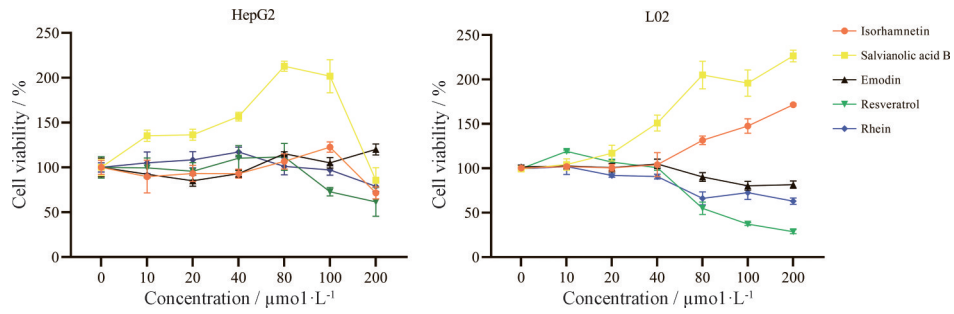 HepG2
Cell viability / %
250
200
150
100
50
0
0 10 20 40 80 100 200
Concentration / µmo1·L⁻¹
L02
Cell viability / %
250
200
150
100
50
0
0 10 20 40 80 100 200
Concentration / µmo1·L⁻¹
Isorhamnetin
Salvianolic acid B
Emodin
Resveratrol
Rhein